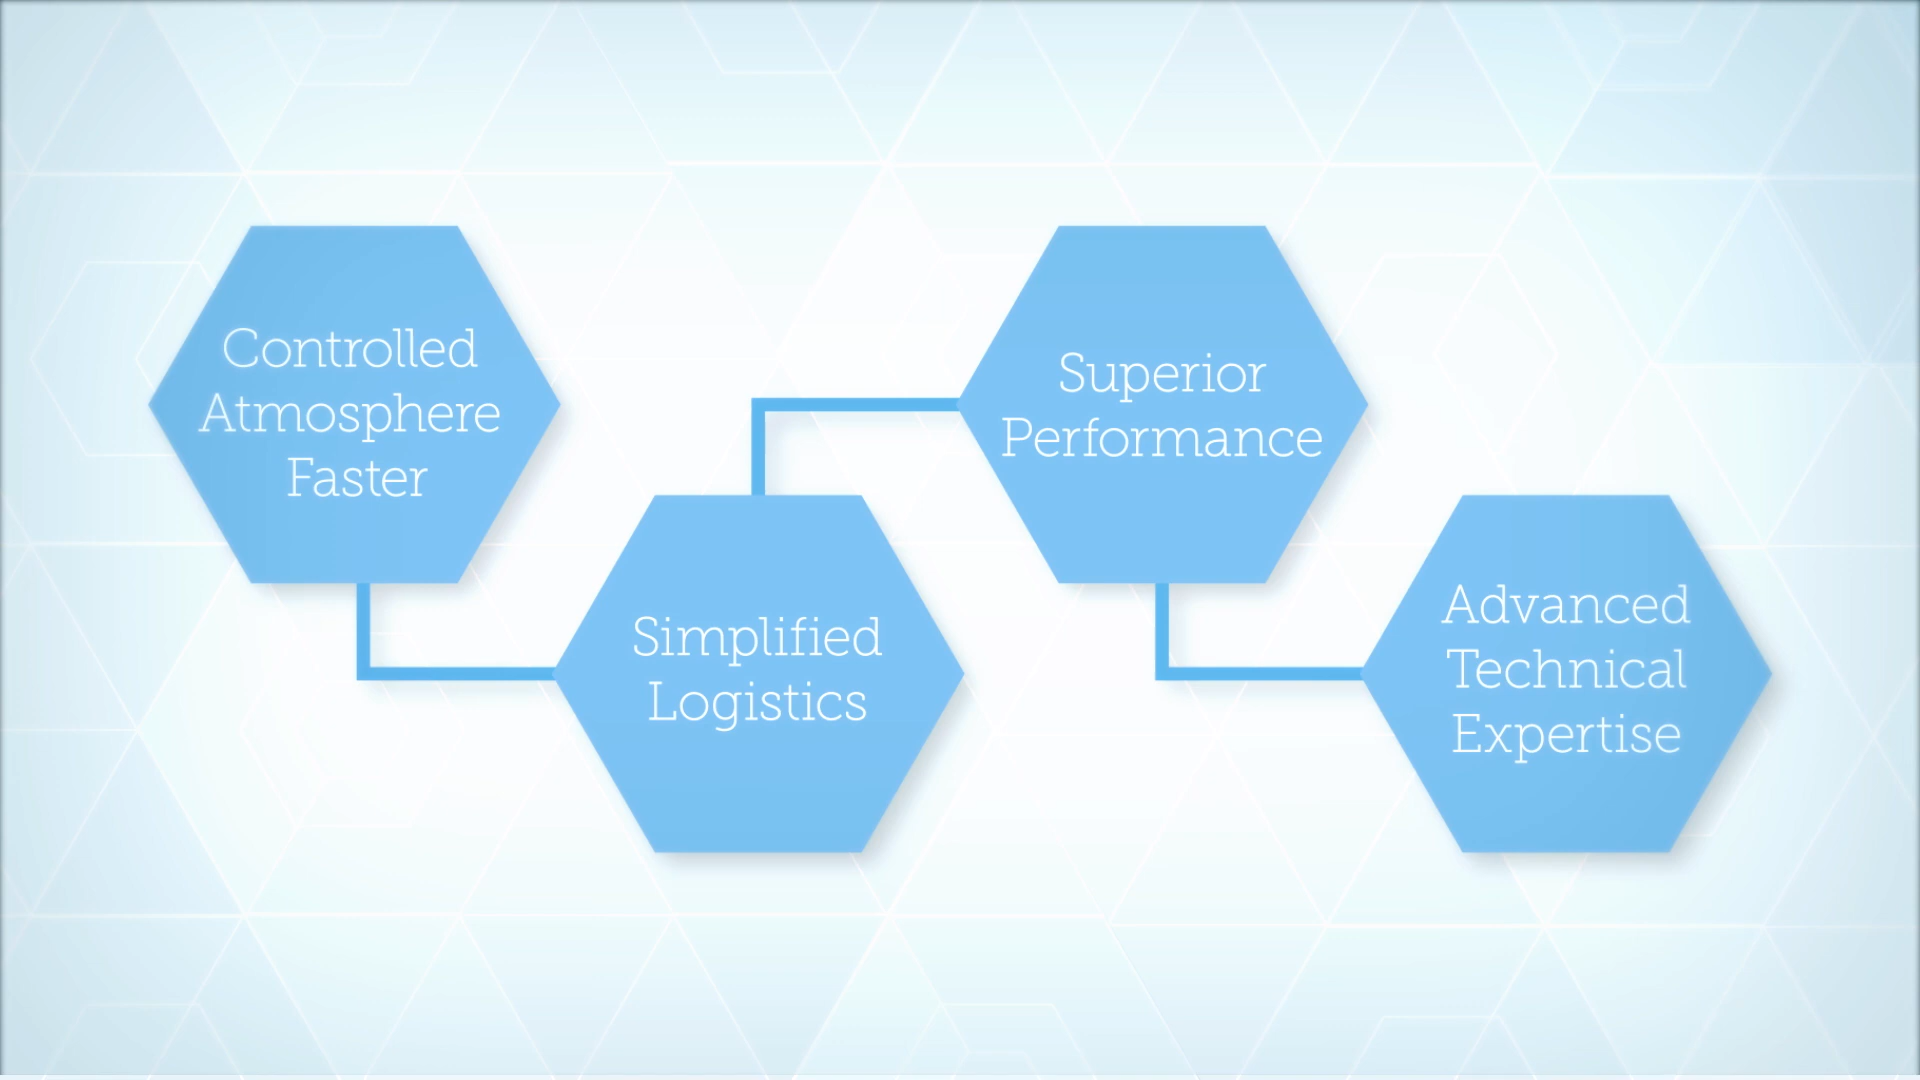 Controlled
Atmosphere
Faster
Simplified
Logistics
Superior
Performance
Advanced
Technical
Expertise